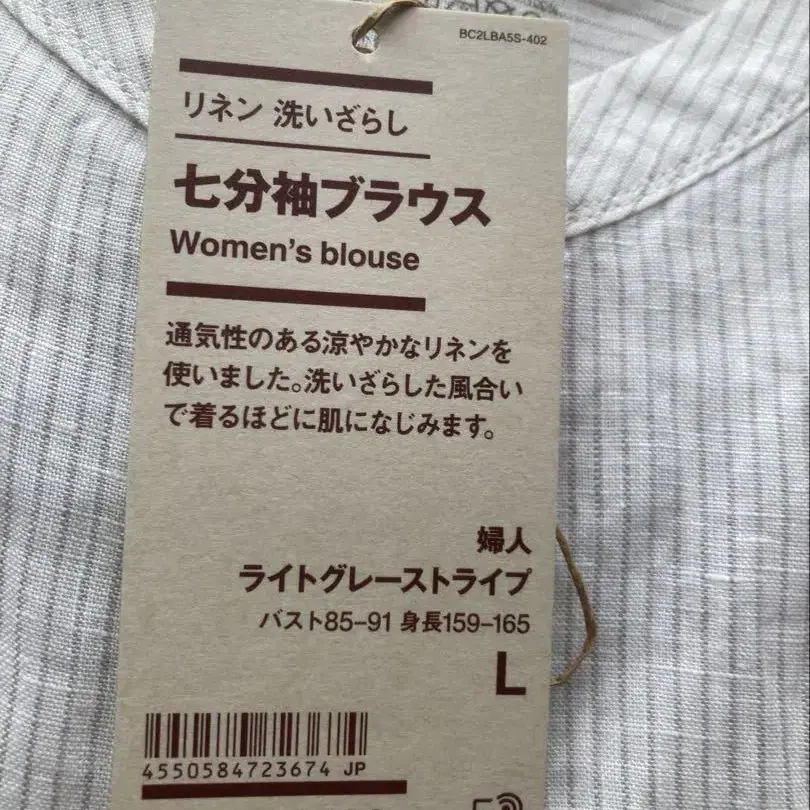 BC2LBA5S-402
リネン 洗いざらし
七分袖ブラウス
Women's blouse
通気性のある涼やかなリネンを
使いました。洗いざらした風合い
で着るほどに肌になじみます。
婦人
ライトグレーストライプ
バスト85-91 身長159-165
L
4550584723674 JP